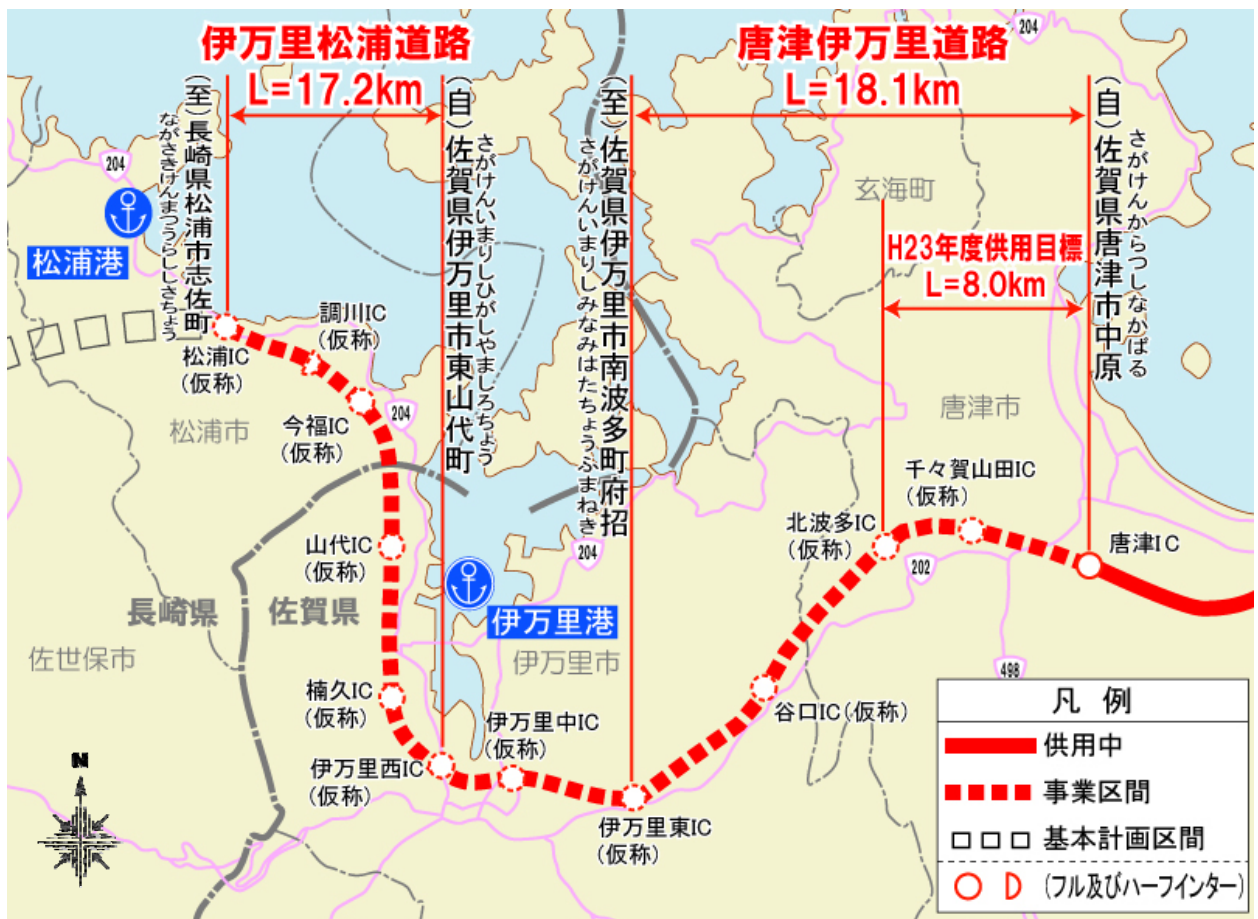 伊万里松浦道路
L=17.2km
唐津伊万里道路
L=18.1km
204
(至)長崎県松浦市志佐町
ながさきけんまつうらししさちょう
(自)佐賀県伊万里市東山代町
さがけんいまりしひがしやましろちょう
(至)佐賀県伊万里市南波多町府招
さがけんいまりしみなみはたちょうふまねき
(自)佐賀県唐津市中原
さがけんからつしなかばる
204
松浦港
玄海町
H23年度供用目標
L=8.0km
松浦IC
(仮称)
調川IC
(仮称)
今福IC
(仮称)
204
松浦市
唐津市
千々賀山田IC
(仮称)
北波多IC
(仮称)
唐津IC
山代IC
(仮称)
204
202
長崎県
佐賀県
伊万里港
佐世保市
伊万里市
498
楠久IC
(仮称)
伊万里中IC
(仮称)
谷口IC(仮称)
伊万里西IC
(仮称)
伊万里東IC
(仮称)
N
凡例
供用中
事業区間
基本計画区間
(フル及びハーフインター)